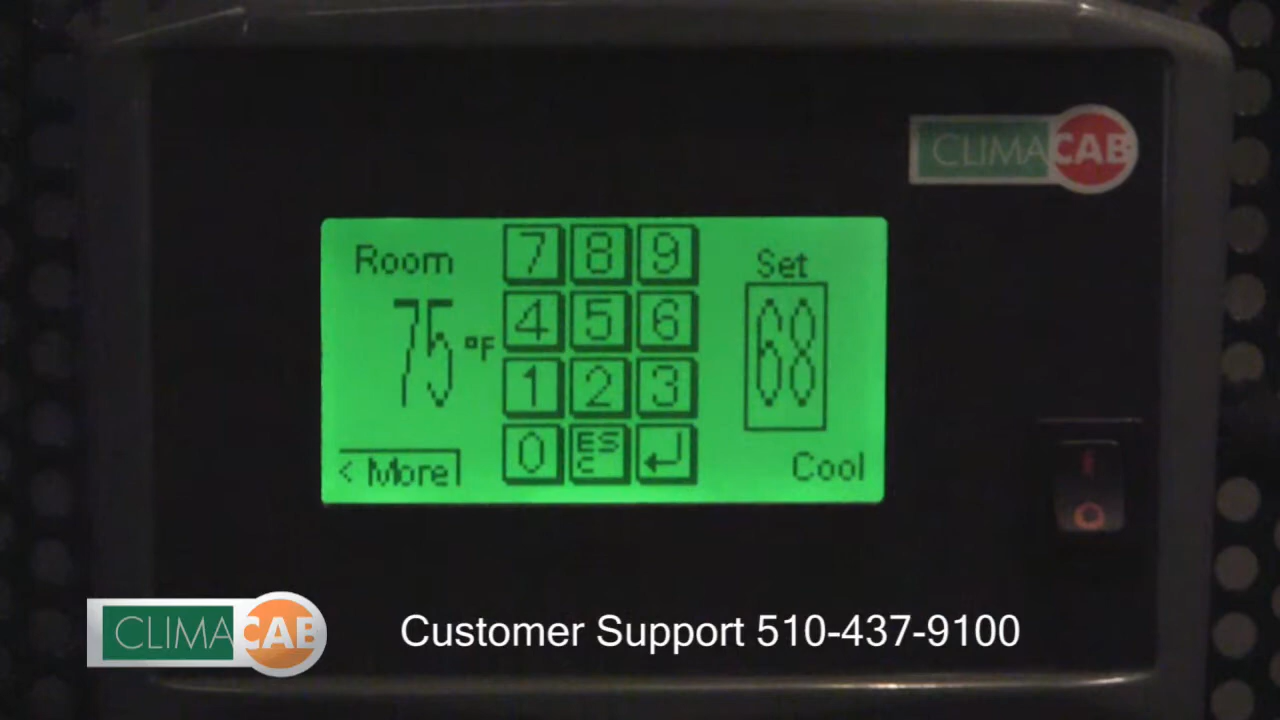 CLIMACAB
Room
75 °F
< More
7 8 9
4 5 6
1 2 3
0 ESC ↵
Set
68
Cool
I
O
CLIMACAB
Customer Support 510-437-9100